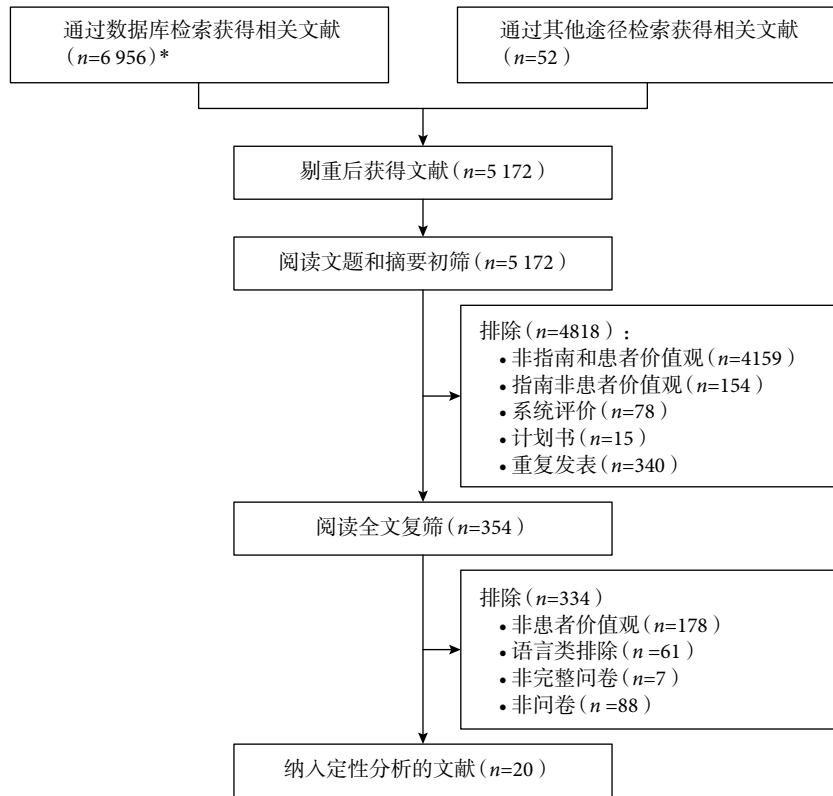 通过数据库检索获得相关文献
(n=6 956)*
通过其他途径检索获得相关文献
(n=52)
剔重后获得文献(n=5 172)
阅读文题和摘要初筛(n=5 172)
排除(n=4818)：
• 非指南和患者价值观(n=4159)
• 指南非患者价值观(n=154)
• 系统评价(n=78)
• 计划书(n=15)
• 重复发表(n=340)
阅读全文复筛(n=354)
排除(n=334)
• 非患者价值观(n=178)
• 语言类排除(n =61)
• 非完整问卷(n=7)
• 非问卷(n =88)
纳入定性分析的文献(n=20)